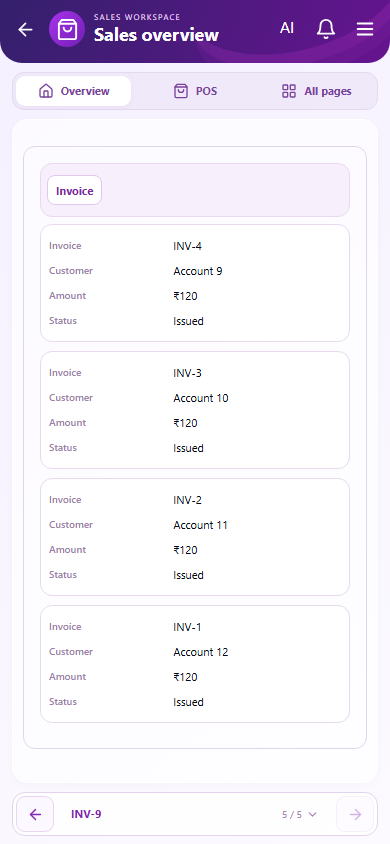 SALES WORKSPACE
Sales overview
AI
Overview
POS
All pages
Invoice
Invoice INV-4
Customer Account 9
Amount ₹120
Status Issued
Invoice INV-3
Customer Account 10
Amount ₹120
Status Issued
Invoice INV-2
Customer Account 11
Amount ₹120
Status Issued
Invoice INV-1
Customer Account 12
Amount ₹120
Status Issued
INV-9
5 / 5